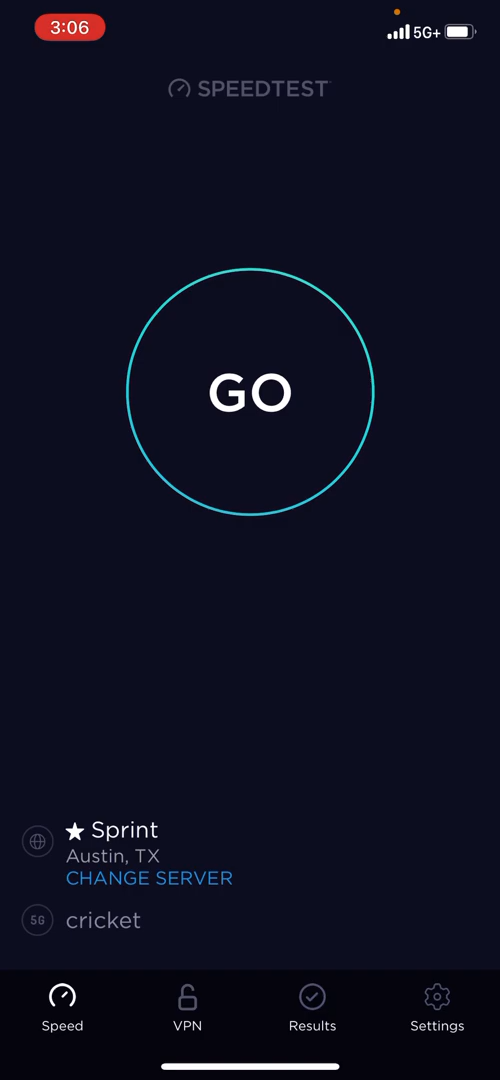 3:06
5G+
SPEEDTEST
GO
Sprint
Austin, TX
CHANGE SERVER
5G
cricket
Speed
VPN
Results
Settings